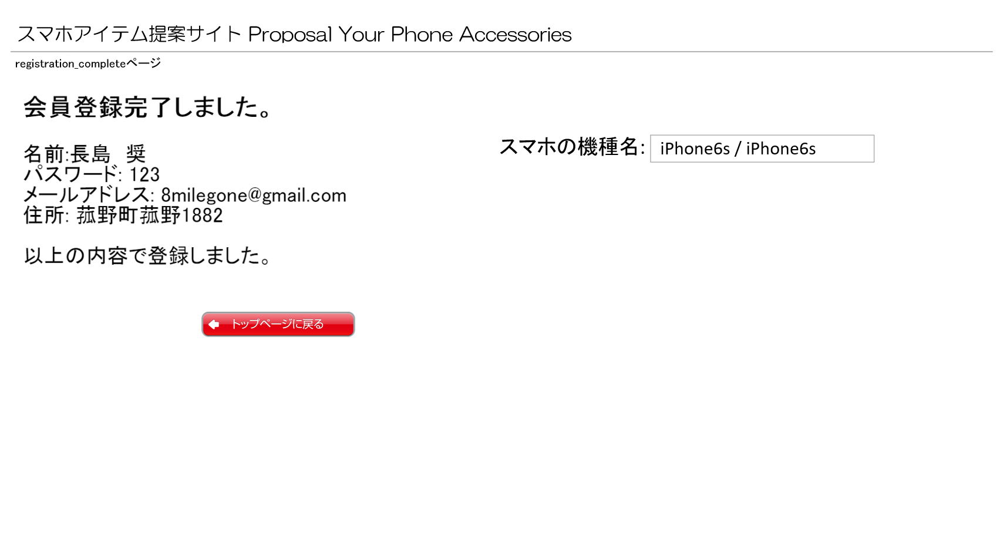 スマホアイテム提案サイト Proposal Your Phone Accessories
registration_completeページ
会員登録完了しました。
名前:長島　奨
パスワード: 123
メールアドレス: 8milegone@gmail.com
住所: 菰野町菰野1882
以上の内容で登録しました。
スマホの機種名: iPhone6s / iPhone6s
トップページに戻る